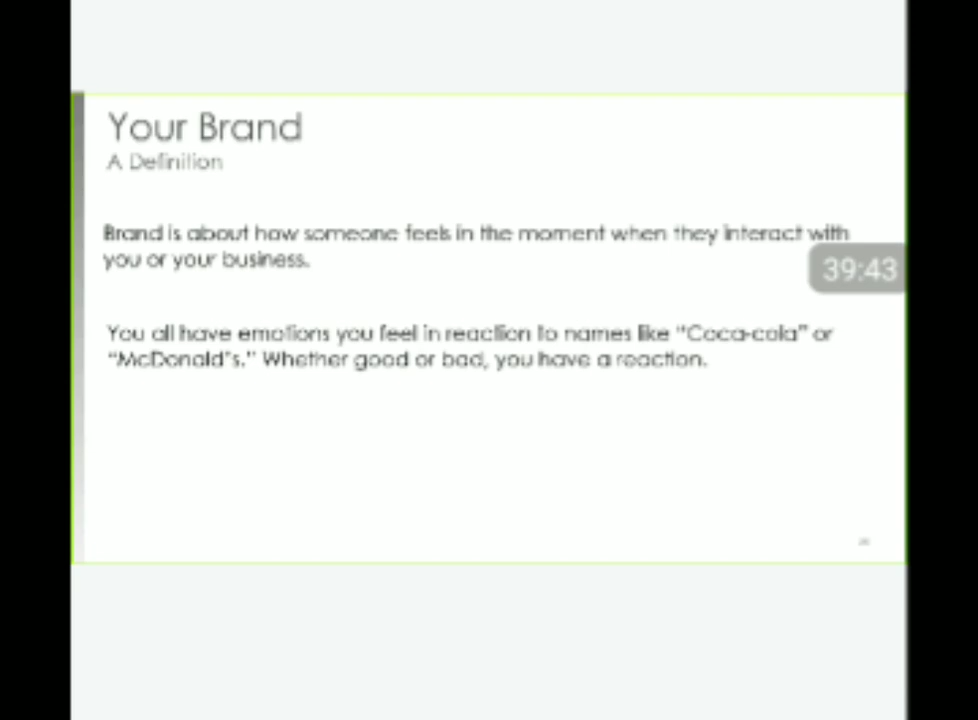 Your Brand
A Definition
Brand is about how someone feels in the moment when they interact with
you or your business.
39:43
You all have emotions you feel in reaction to names like “Coca-cola” or
“McDonald’s.” Whether good or bad, you have a reaction.